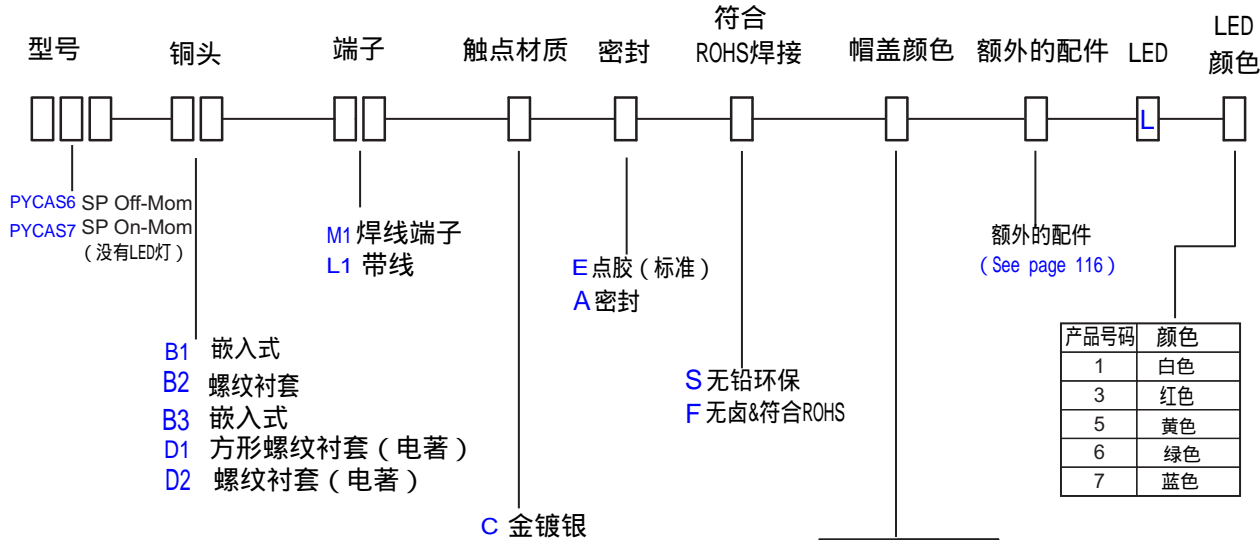 型号
铜头
端子
触点材质
密封
符合
ROHS焊接
帽盖颜色
额外的配件
LED
LED
颜色
L
PYCAS6 SP Off-Mom
PYCAS7 SP On-Mom
(没有LED灯)
M1 焊线端子
L1 带线
E 点胶(标准)
A 密封
额外的配件
(See page 116)
B1 嵌入式
B2 螺纹衬套
B3 嵌入式
D1 方形螺纹衬套(电著)
D2 螺纹衬套(电著)
S 无铅环保
F 无卤&符合ROHS
C 金镀银
产品号码 颜色
1 白色
3 红色
5 黄色
6 绿色
7 蓝色